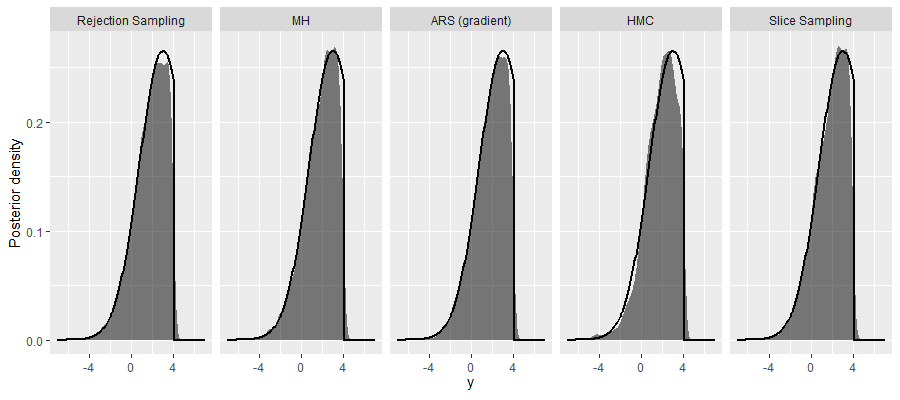 Rejection Sampling MH ARS (gradient) HMC Slice Sampling
Posterior density
0.2
0.1
0.0
-4 0 4 -4 0 4 -4 0 4 -4 0 4 -4 0 4
y